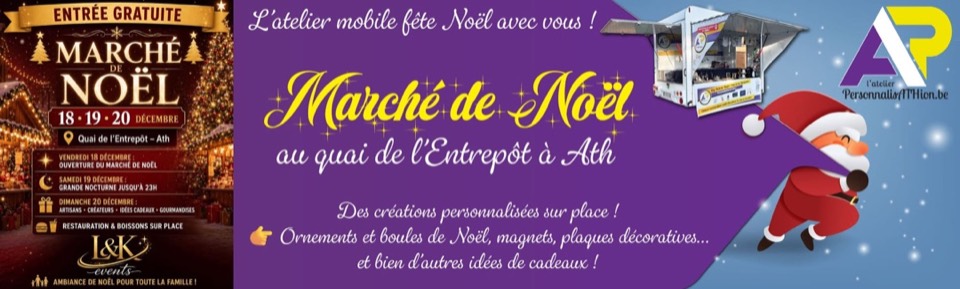 ENTRÉE GRATUITE
MARCHÉ
DE
NOËL
18 • 19 • 20 DÉCEMBRE
Quai de l'Entrepôt – Ath
VENDREDI 18 DÉCEMBRE :
OUVERTURE DU MARCHÉ DE NOËL
SAMEDI 19 DÉCEMBRE :
GRANDE NOCTURNE JUSQU'À 23H
DIMANCHE 20 DÉCEMBRE :
ARTISANS • CRÉATEURS • IDÉES CADEAUX • GOURMANDISES
RESTAURATION & BOISSONS SUR PLACE
L&K
events
AMBIANCE DE NOËL POUR TOUTE LA FAMILLE !
L'atelier mobile fête Noël avec vous !
Marché de Noël
au quai de l'Entrepôt à Ath
Des créations personnalisées sur place !
👉 Ornements et boules de Noël, magnets, plaques décoratives...
et bien d'autres idées de cadeaux !
AP
l'atelier
PersonnalisATHion.be